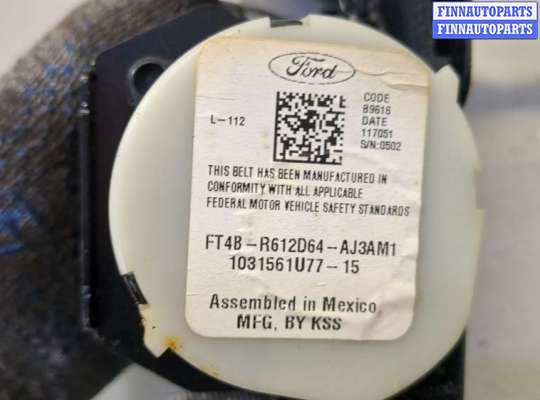 FINNAUTOPARTS
FINNAUTOPARTS
Ford
CODE
B9616
DATE
117051
S/N:0502
L-112
THIS BELT HAS BEEN MANUFACTURED IN
CONFORMITY WITH ALL APPLICABLE
FEDERAL MOTOR VEHICLE SAFETY STANDARDS
FT4B-R612D64-AJ3AM1
1031561U77-15
Assembled in Mexico,
MFG, BY KSS